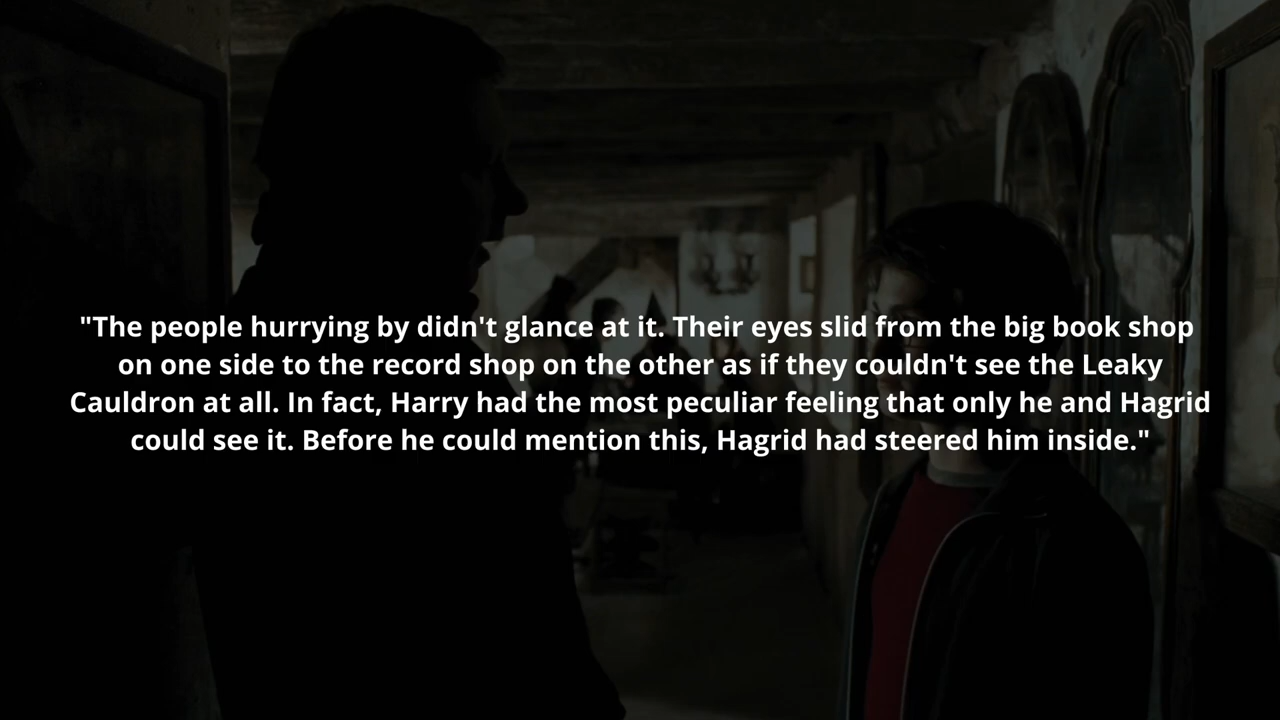 "The people hurrying by didn't glance at it. Their eyes slid from the big book shop
on one side to the record shop on the other as if they couldn't see the Leaky
Cauldron at all. In fact, Harry had the most peculiar feeling that only he and Hagrid
could see it. Before he could mention this, Hagrid had steered him inside."